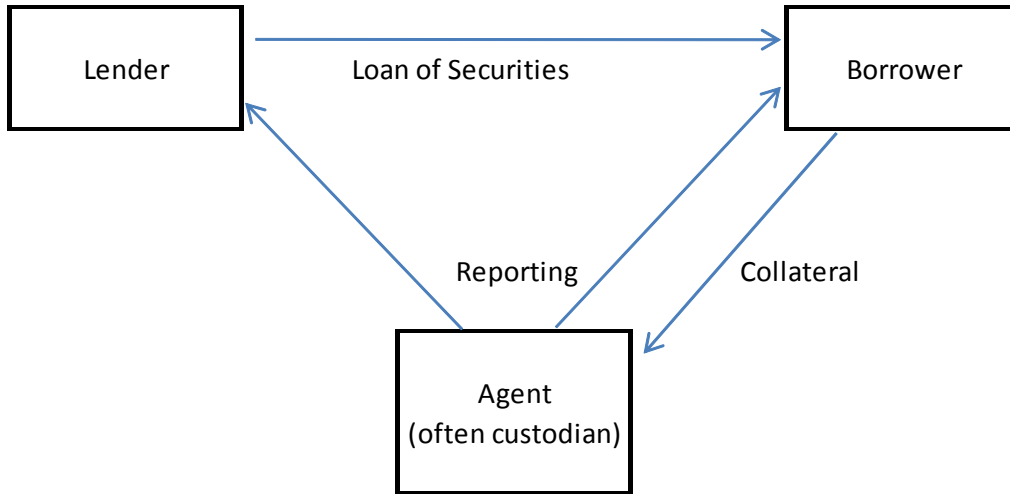 Lender
Loan of Securities
Borrower
Reporting
Collateral
Agent
(often custodian)